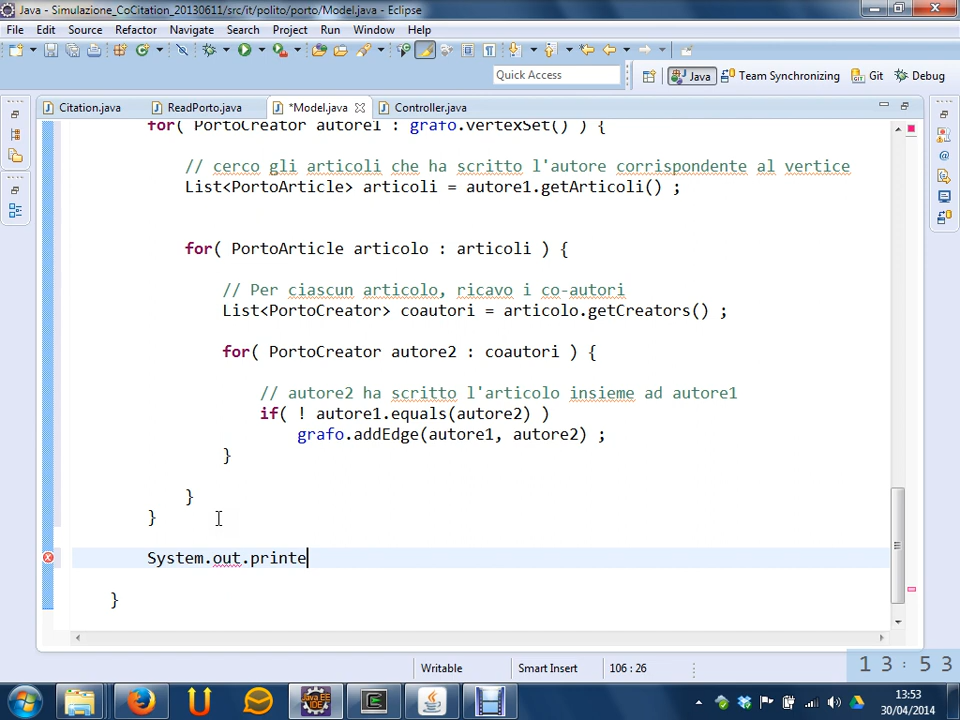 Java - Simulazione_CoCitation_20130611/src/it/polito/porto/Model.java - Eclipse
File Edit Source Refactor Navigate Search Project Run Window Help
Quick Access
Java Team Synchronizing Git Debug
Citation.java ReadPorto.java *Model.java Controller.java
for( PortoCreator autore1 : grafo.vertexSet() ) {
// cerco gli articoli che ha scritto l'autore corrispondente al vertice
List<PortoArticle> articoli = autore1.getArticoli() ;
for( PortoArticle articolo : articoli ) {
// Per ciascun articolo, ricavo i co-autori
List<PortoCreator> coautori = articolo.getCreators() ;
for( PortoCreator autore2 : coautori ) {
// autore2 ha scritto l'articolo insieme ad autore1
if( ! autore1.equals(autore2) )
grafo.addEdge(autore1, autore2) ;
}
}
}
System.out.printe
}
Writable Smart Insert 106 : 26
13:53
13:53
30/04/2014